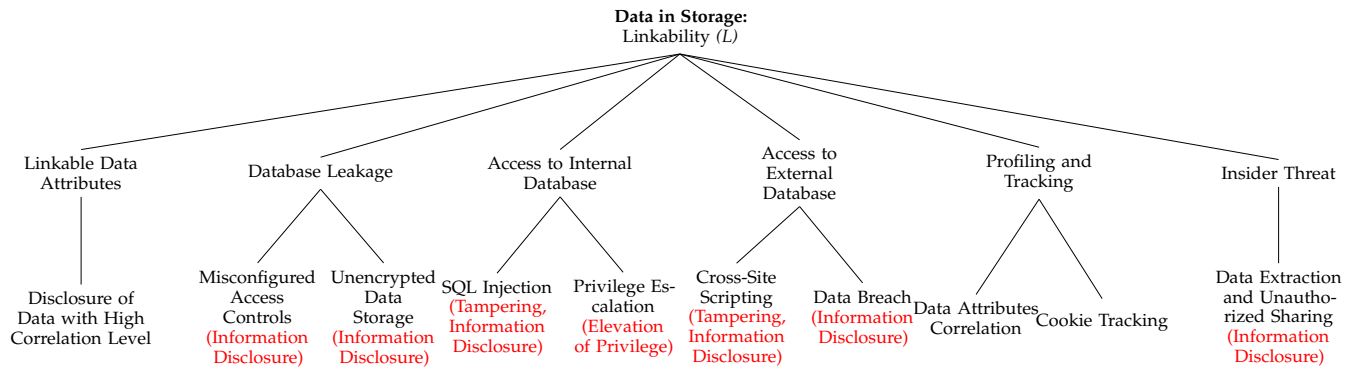 Data in Storage:
Linkability (L)
Linkable Data
Attributes
Database Leakage
Access to Internal
Database
Access to
External
Database
Profiling and
Tracking
Insider Threat
Disclosure of
Data with High
Correlation Level
Misconfigured
Access
Controls
(Information
Disclosure)
Unencrypted
Data
Storage
(Information
Disclosure)
SQL Injection
(Tampering,
Information
Disclosure)
Privilege Es-
calation
(Elevation
of Privilege)
Cross-Site
Scripting
(Tampering,
Information
Disclosure)
Data Breach
(Information
Disclosure)
Data Attributes
Correlation
Cookie Tracking
Data Extraction
and Unautho-
rized Sharing
(Information
Disclosure)